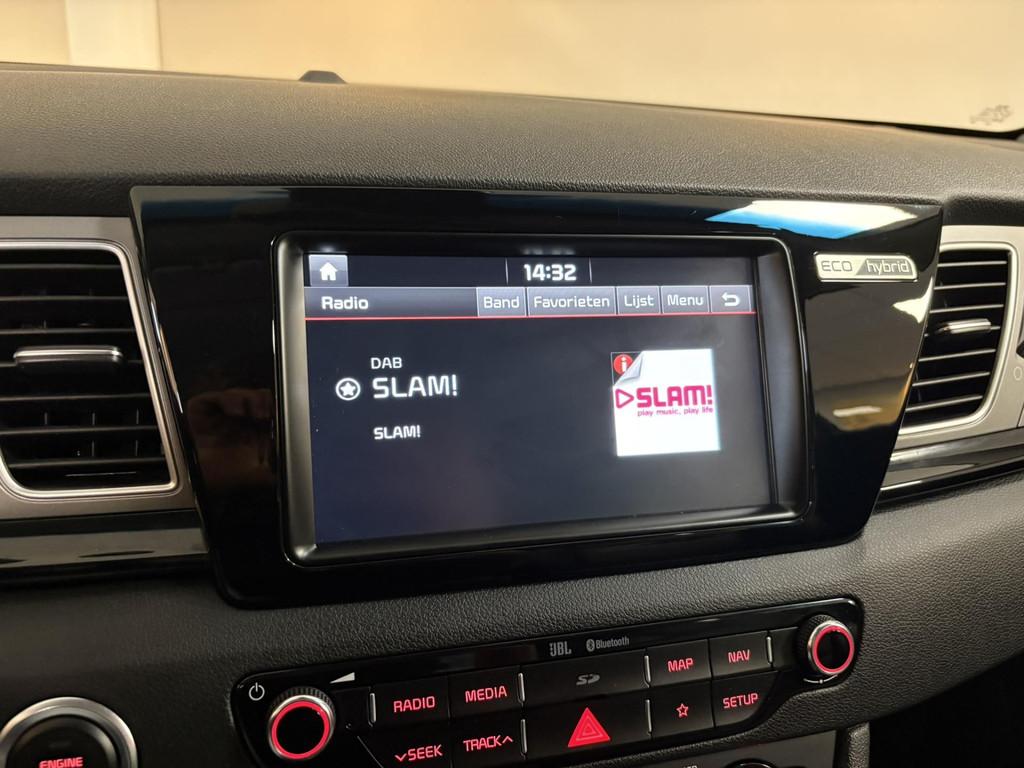 14:32
Radio Band Favorieten Lijst Menu
DAB
SLAM!
SLAM!
i
SLAM!
play music, play life
ECO hybrid
JBL Bluetooth
RADIO MEDIA SD MAP NAV
SEEK TRACK SETUP
ENGINE